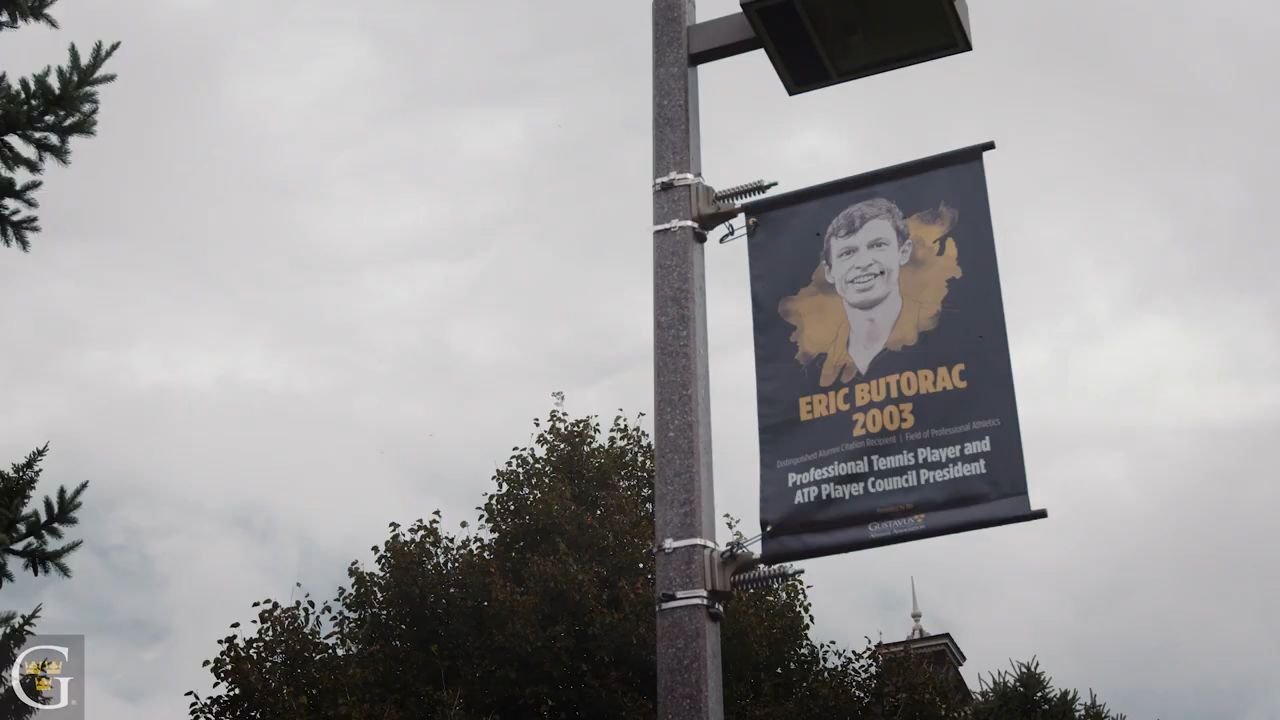 ERIC BUTORAC
2003
Distinguished Alumni Citation Recipient | Field of Professional Athletics
Professional Tennis Player and
ATP Player Council President
GUSTAVUS
G